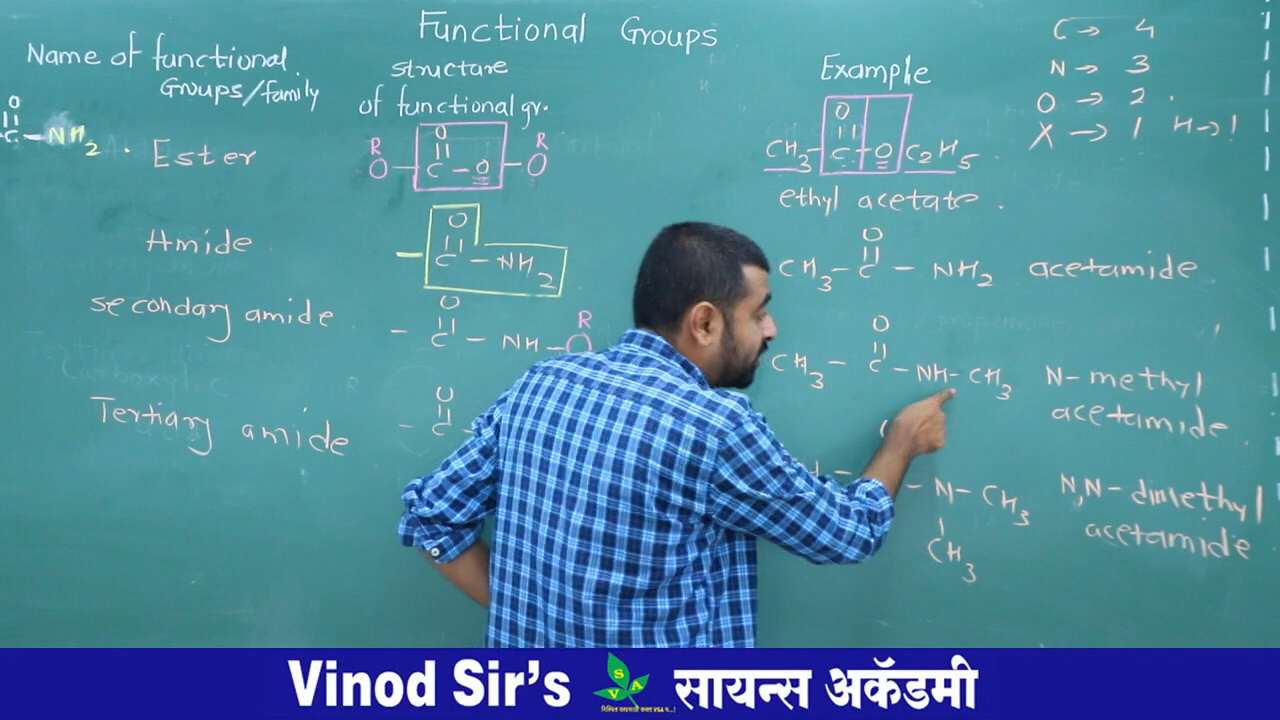 Functional Groups
Name of functional
Groups/family
structure
of functional gr.
Example
C → 4
N → 3
O → 2.
X → 1 H → 1
O
C - NH2 .
Ester
R O R
O - C - O - O
O
CH3 - C - O C2H5 .
ethyl acetate .
Amide
O
- C - NH2
O
CH3 - C - NH2 acetamide
secondary amide
O R
- C - NH - O
O
CH3 - C - NH - CH3 N-methyl
acetamide .
Tertiary amide
O
- C -
N - CH3
CH3
N,N-dimethyl
acetamide
Vinod Sir's SVA सायन्स अकॅडमी